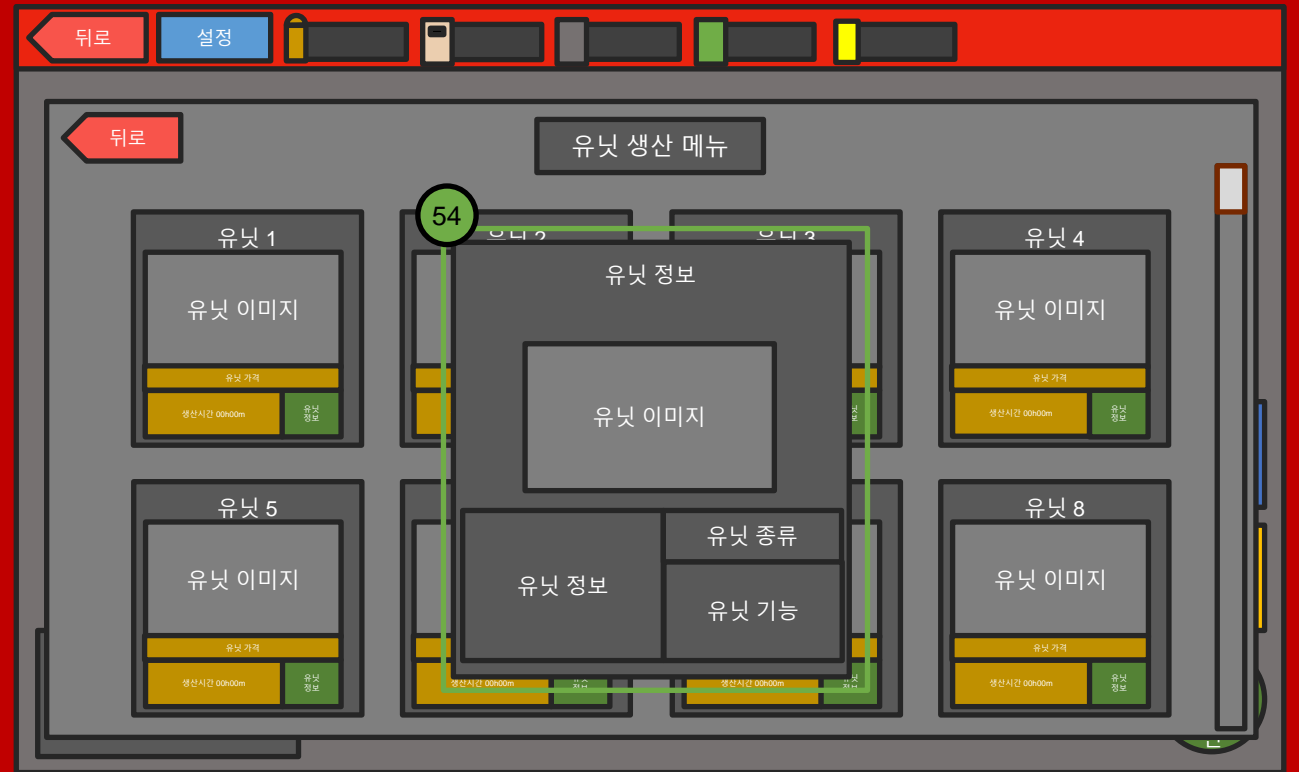 뒤로
설정
뒤로
유닛 생산 메뉴
54
유닛 1
유닛 2
유닛 3
유닛 4
유닛 이미지
유닛 이미지
유닛 가격
유닛 가격
생산시간 00h00m
유닛
정보
생산시간 00h00m
유닛
정보
유닛 정보
유닛 이미지
유닛 정보
유닛 종류
유닛 기능
유닛 5
유닛 8
유닛 이미지
유닛 이미지
유닛 가격
유닛 가격
생산시간 00h00m
유닛
정보
생산시간 00h00m
생산시간 00h00m
생산시간 00h00m
유닛
정보